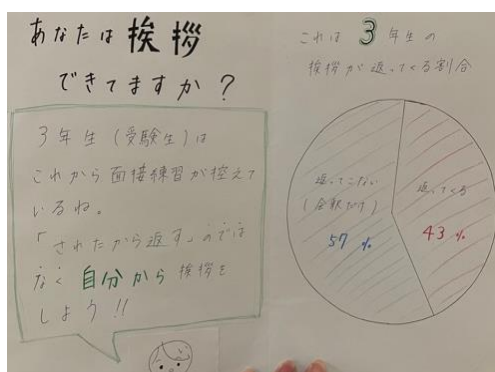 あなたは挨拶
できてますか？
3年生(受験生)は
これから面接練習が控えて
いるね。
「されたから返す」のでは
なく自分から挨拶を
しよう!!
これは3年生の
挨拶が返ってくる割合
返ってこない
(会釈だけ)
57%
返ってくる
43%